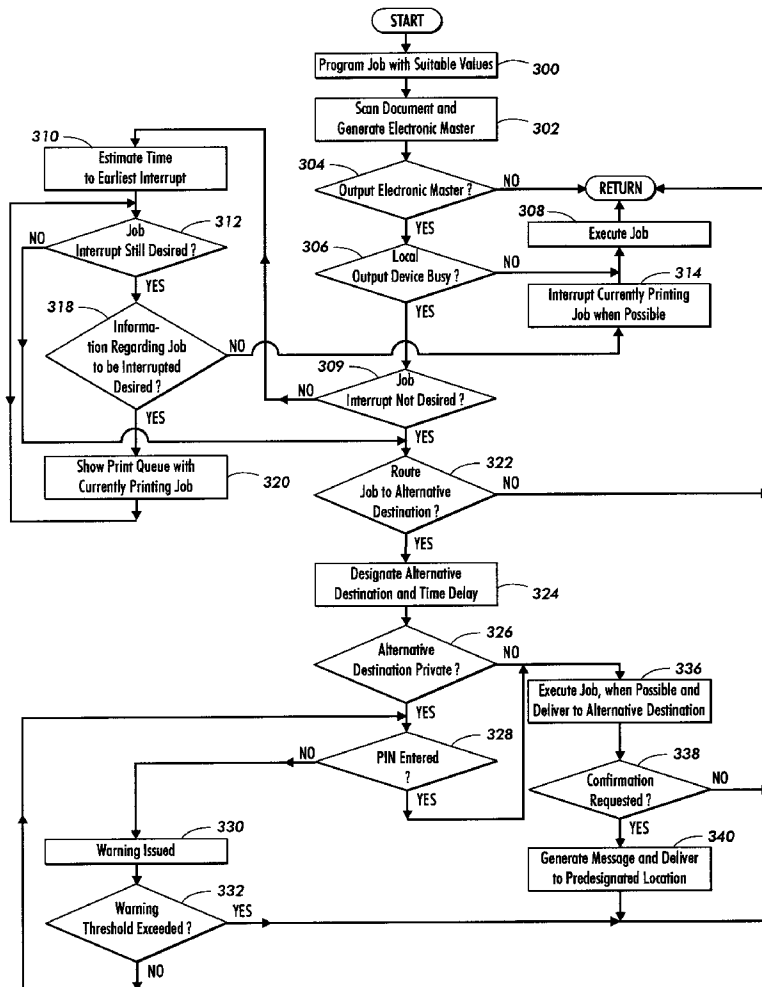 START
Program Job with Suitable Values
300
Scan Document and
Generate Electronic Master
302
304
Output Electronic Master ?
NO
YES
RETURN
308
Execute Job
306
Local
Output Device Busy ?
NO
YES
314
Interrupt Currently Printing
Job when Possible
310
Estimate Time
to Earliest Interrupt
312
NO
Job
Interrupt Still Desired ?
YES
318
Informa-
tion Regarding Job
to be Interrupted
Desired ?
NO
YES
309
NO
Job
Interrupt Not Desired ?
YES
Show Print Queue with
Currently Printing Job
320
322
Route
Job to Alternative
Destination ?
NO
YES
Designate Alternative
Destination and Time Delay
324
326
Alternative
Destination Private ?
NO
YES
336
Execute Job, when Possible and
Deliver to Alternative Destination
328
NO
PIN Entered
?
YES
338
Confirmation
Requested ?
NO
YES
330
Warning Issued
340
Generate Message and Deliver
to Predesignated Location
332
Warning
Threshold Exceeded ?
YES
NO